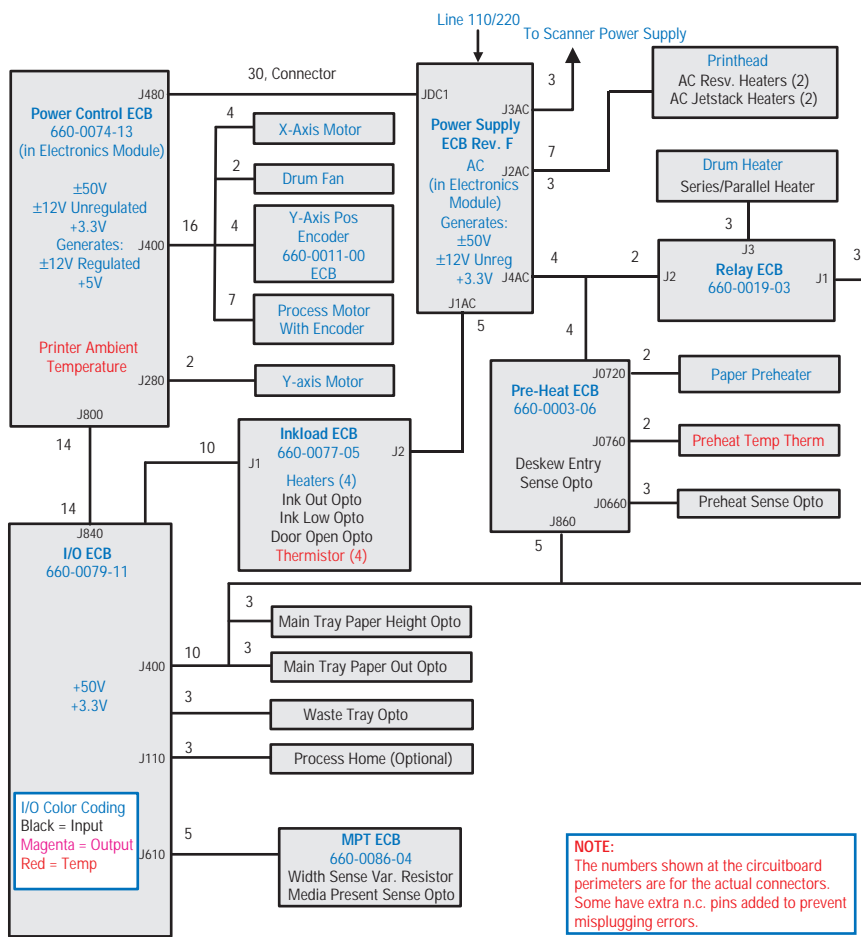 Line 110/220
To Scanner Power Supply
30, Connector
J480
Power Control ECB
660-0074-13
(in Electronics Module)
±50V
±12V Unregulated
+3.3V
Generates:
±12V Regulated
+5V
J400
16
Printer Ambient
Temperature
J280
2
J800
4
X-Axis Motor
2
Drum Fan
4
Y-Axis Pos
Encoder
660-0011-00
ECB
7
Process Motor
With Encoder
Y-axis Motor
JDC1
J3AC
3
Power Supply
ECB Rev. F
AC
(in Electronics
Module)
Generates:
±50V
±12V Unreg
+3.3V
J2AC
7
3
J4AC
4
J1AC
5
Printhead
AC Resv. Heaters (2)
AC Jetstack Heaters (2)
Drum Heater
Series/Parallel Heater
3
J3
2
J2
Relay ECB
660-0019-03
J1
3
4
J0720
Pre-Heat ECB
660-0003-06
J0760
Deskew Entry
Sense Opto
J0660
J860
5
2
Paper Preheater
2
Preheat Temp Therm
3
Preheat Sense Opto
14
10
J1
Inkload ECB
660-0077-05
J2
Heaters (4)
Ink Out Opto
Ink Low Opto
Door Open Opto
Thermistor (4)
14
J840
I/O ECB
660-0079-11
J400
10
+50V
+3.3V
3
Main Tray Paper Height Opto
3
Main Tray Paper Out Opto
3
Waste Tray Opto
J110
3
Process Home (Optional)
I/O Color Coding
Black = Input
Magenta = Output
Red = Temp
J610
5
MPT ECB
660-0086-04
Width Sense Var. Resistor
Media Present Sense Opto
NOTE:
The numbers shown at the circuitboard
perimeters are for the actual connectors.
Some have extra n.c. pins added to prevent
misplugging errors.